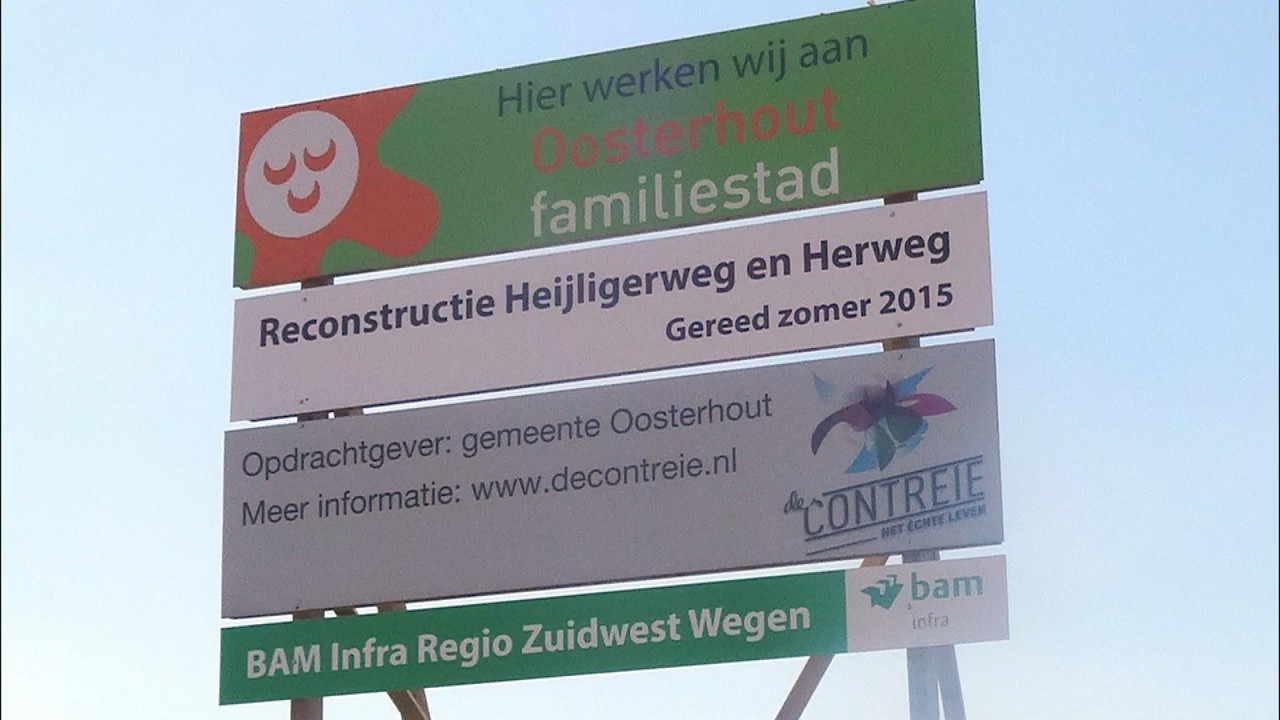 Hier werken wij aan
Oosterhout
familiestad
Reconstructie Heijligerweg en Herweg
Gereed zomer 2015
Opdrachtgever: gemeente Oosterhout
Meer informatie: www.decontreie.nl
de CONTREIE
HET ECHTE LEVEN
BAM Infra Regio Zuidwest Wegen
bam
infra